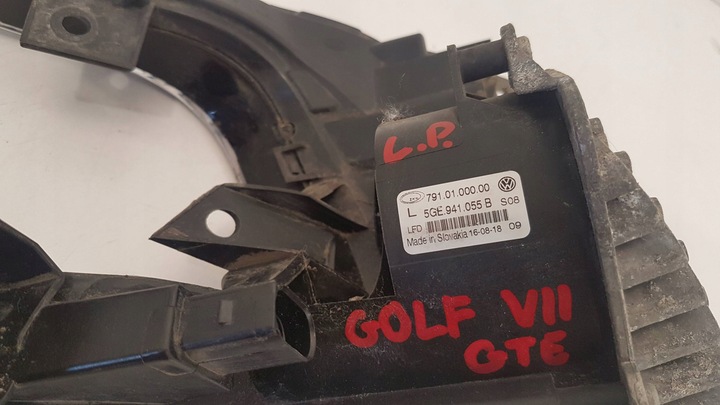 L.P.
791.01.000.00
L 5GE.941.055 B S08
LFD
Made in Slovakia 16-08-18 09
GOLF VII
GTE